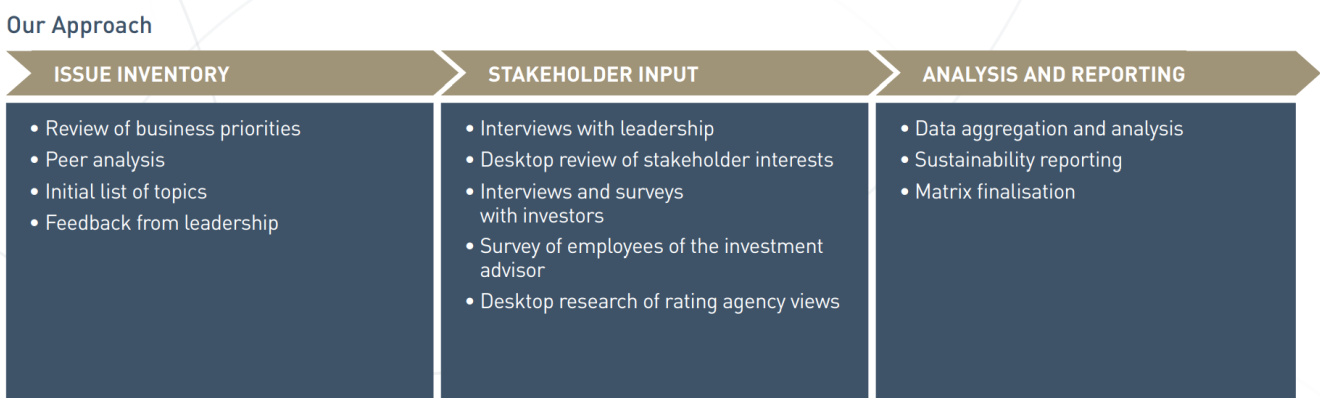 Our Approach
ISSUE INVENTORY
• Review of business priorities
• Peer analysis
• Initial list of topics
• Feedback from leadership
STAKEHOLDER INPUT
• Interviews with leadership
• Desktop review of stakeholder interests
• Interviews and surveys
with investors
• Survey of employees of the investment
advisor
• Desktop research of rating agency views
ANALYSIS AND REPORTING
• Data aggregation and analysis
• Sustainability reporting
• Matrix finalisation